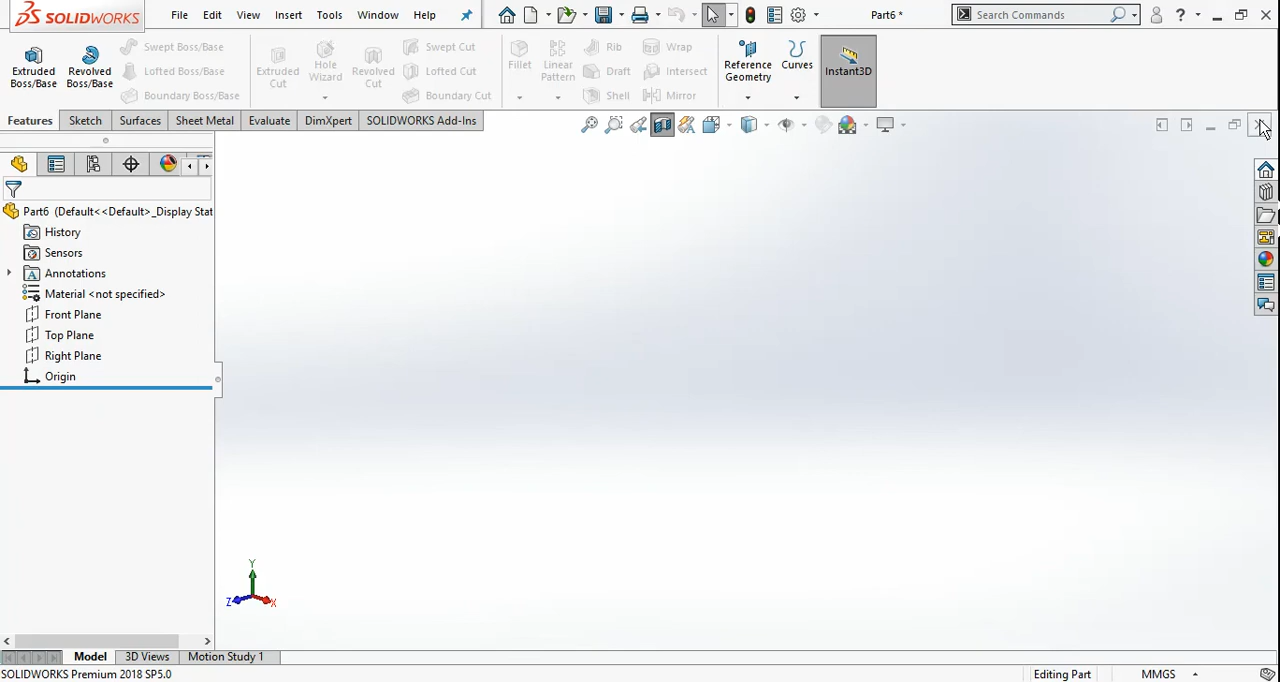 SOLIDWORKS File Edit View Insert Tools Window Help Part6 * Search Commands ?
Extruded Boss/Base
Revolved Boss/Base
Swept Boss/Base
Lofted Boss/Base
Boundary Boss/Base
Extruded Cut
Hole Wizard
Revolved Cut
Swept Cut
Lofted Cut
Boundary Cut
Fillet
Linear Pattern
Rib
Draft
Shell
Wrap
Intersect
Mirror
Reference Geometry
Curves
Instant3D
Features Sketch Surfaces Sheet Metal Evaluate DimXpert SOLIDWORKS Add-Ins
Part6 (Default<<Default>_Display Stat
History
Sensors
Annotations
Material <not specified>
Front Plane
Top Plane
Right Plane
Origin
Y
Z X
Model 3D Views Motion Study 1
SOLIDWORKS Premium 2018 SP5.0 Editing Part MMGS